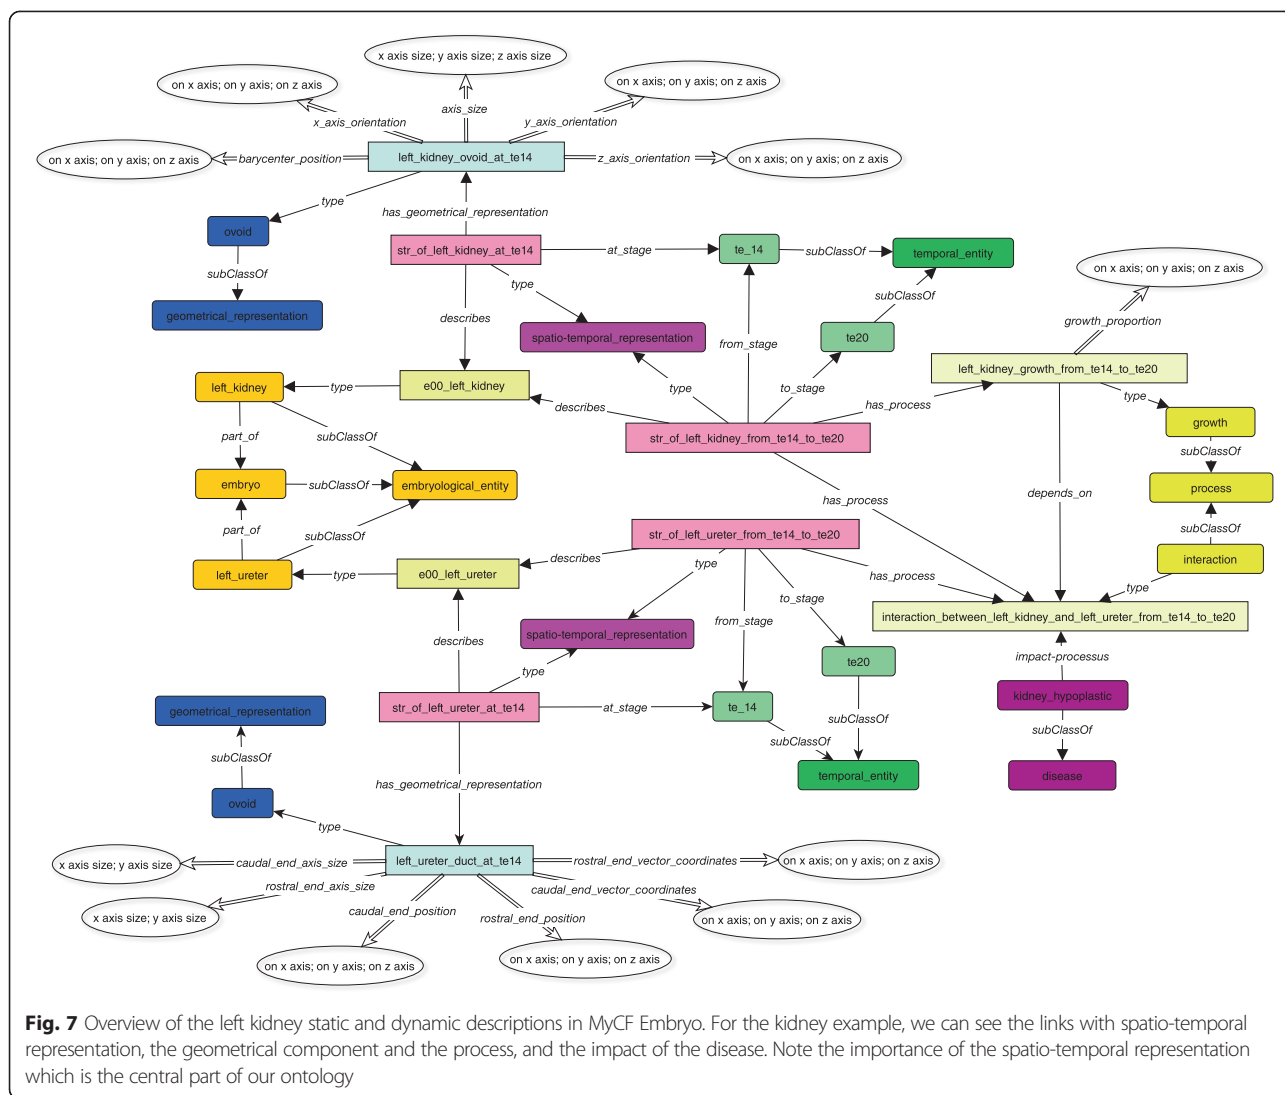 x axis size; y axis size; z axis size
on x axis; on y axis; on z axis
on x axis; on y axis; on z axis
axis_size
x_axis_orientation
y_axis_orientation
on x axis; on y axis; on z axis
barycenter_position
left_kidney_ovoid_at_te14
z_axis_orientation
on x axis; on y axis; on z axis
type
has_geometrical_representation
ovoid
str_of_left_kidney_at_te14
at_stage
te_14
subClassOf
temporal_entity
subClassOf
type
on x axis; on y axis; on z axis
subClassOf
geometrical_representation
describes
spatio-temporal_representation
from_stage
te20
growth_proportion
left_kidney_growth_from_te14_to_te20
left_kidney
type
e00_left_kidney
type
to_stage
has_process
type
describes
growth
part_of
subClassOf
str_of_left_kidney_from_te14_to_te20
subClassOf
embryo
subClassOf
embryological_entity
has_process
depends_on
process
part_of
subClassOf
str_of_left_ureter_from_te14_to_te20
subClassOf
describes
type
interaction
left_ureter
type
e00_left_ureter
has_process
type
to_stage
interaction_between_left_kidney_and_left_ureter_from_te14_to_te20
describes
spatio-temporal_representation
from_stage
impact-processus
te20
type
kidney_hypoplastic
geometrical_representation
str_of_left_ureter_at_te14
at_stage
te_14
subClassOf
subClassOf
subClassOf
subClassOf
temporal_entity
disease
has_geometrical_representation
ovoid
type
x axis size; y axis size
caudal_end_axis_size
left_ureter_duct_at_te14
rostral_end_vector_coordinates
on x axis; on y axis; on z axis
rostral_end_axis_size
caudal_end_vector_coordinates
x axis size; y axis size
caudal_end_position
rostral_end_position
on x axis; on y axis; on z axis
on x axis; on y axis; on z axis
on x axis; on y axis; on z axis
Fig. 7 Overview of the left kidney static and dynamic descriptions in MyCF Embryo. For the kidney example, we can see the links with spatio-temporal
representation, the geometrical component and the process, and the impact of the disease. Note the importance of the spatio-temporal representation
which is the central part of our ontology